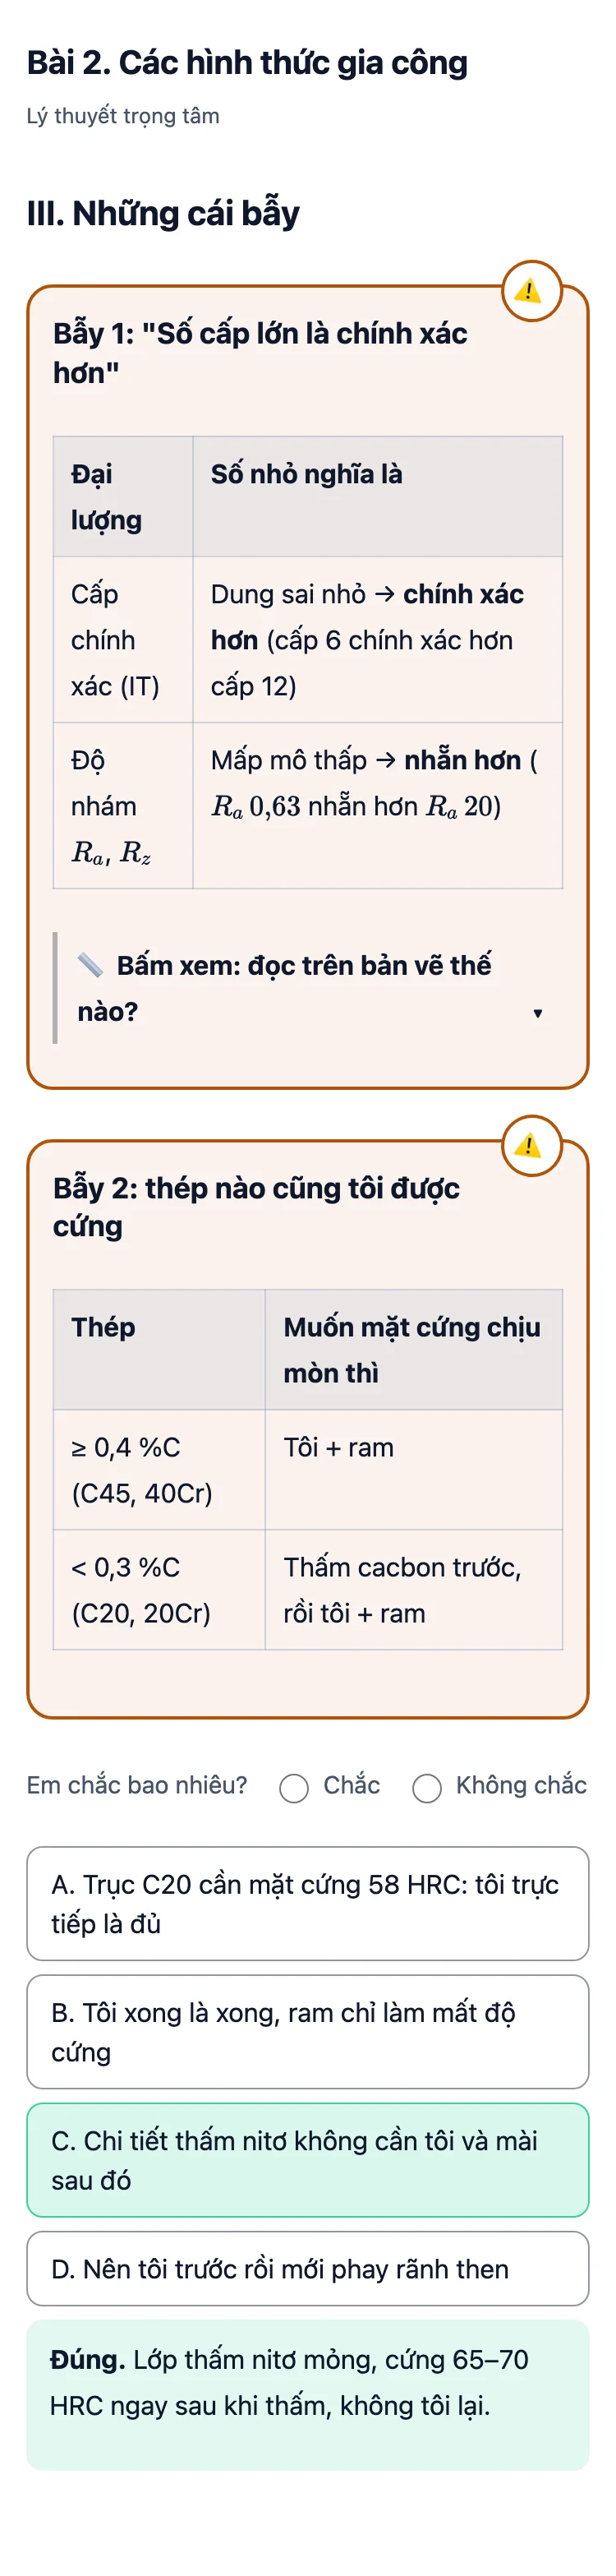 Bài 2. Các hình thức gia công
Lý thuyết trọng tâm
III. Những cái bẫy
Bẫy 1: "Số cấp lớn là chính xác
hơn"
Đại
lượng
Số nhỏ nghĩa là
Cấp
chính
xác (IT)
Dung sai nhỏ → chính xác
hơn (cấp 6 chính xác hơn
cấp 12)
Độ
nhám
Rₐ, R_z
Mấp mô thấp → nhẵn hơn (
Rₐ 0,63 nhẵn hơn Rₐ 20)
Bấm xem: đọc trên bản vẽ thế
nào?
Bẫy 2: thép nào cũng tôi được
cứng
Thép
Muốn mặt cứng chịu
mòn thì
≥ 0,4 %C
(C45, 40Cr)
Tôi + ram
< 0,3 %C
(C20, 20Cr)
Thấm cacbon trước,
rồi tôi + ram
Em chắc bao nhiêu? Chắc Không chắc
A. Trục C20 cần mặt cứng 58 HRC: tôi trực
tiếp là đủ
B. Tôi xong là xong, ram chỉ làm mất độ
cứng
C. Chi tiết thấm nitơ không cần tôi và mài
sau đó
D. Nên tôi trước rồi mới phay rãnh then
Đúng. Lớp thấm nitơ mỏng, cứng 65–70
HRC ngay sau khi thấm, không tôi lại.